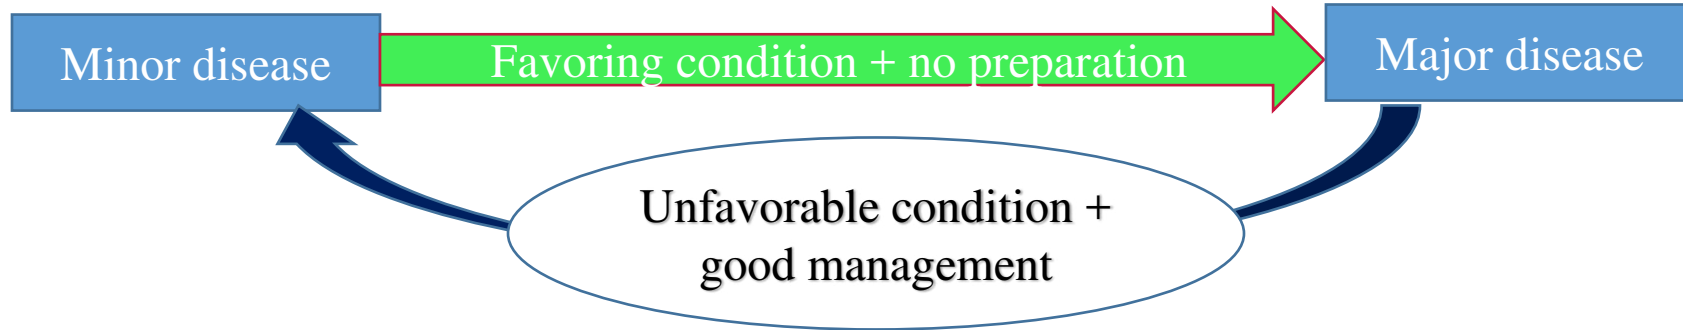 Minor disease
Favoring condition + no preparation
Major disease
Unfavorable condition +
good management